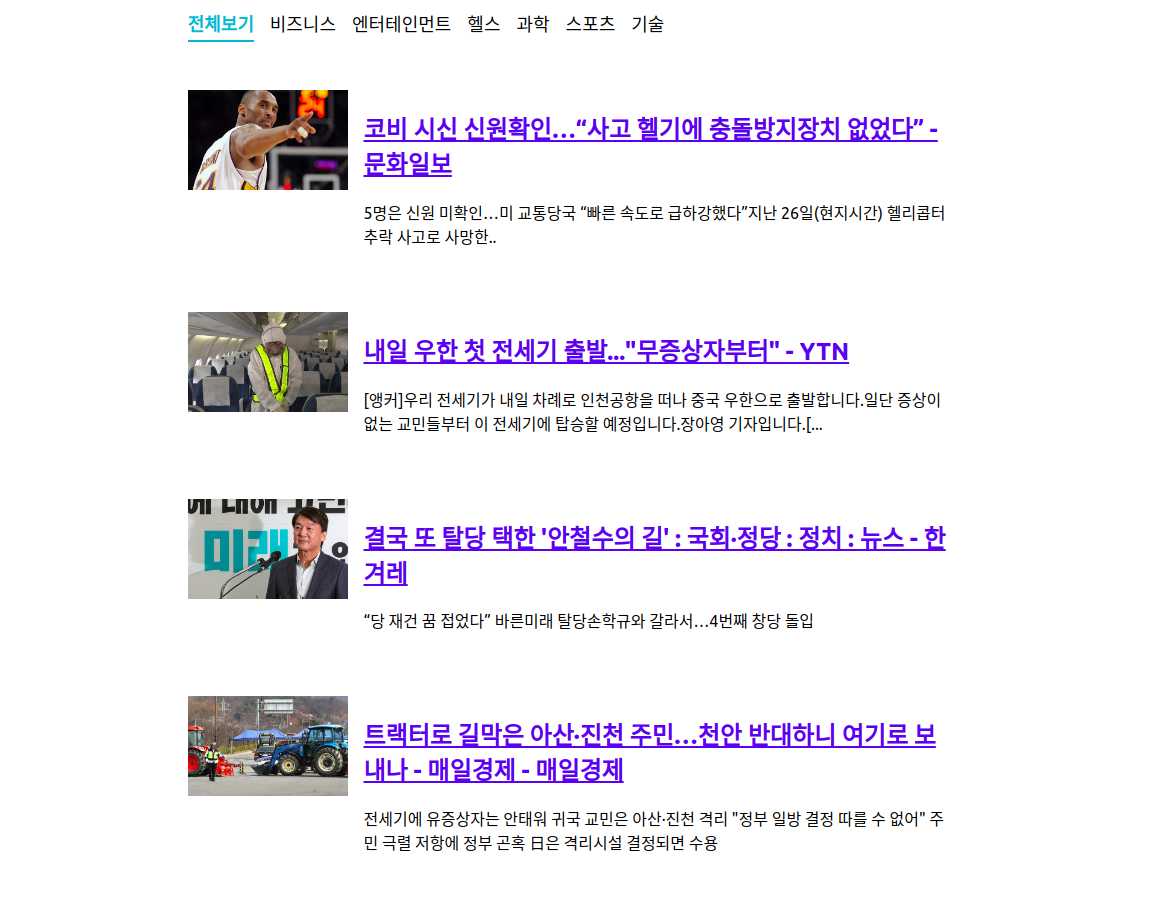 전체보기 비즈니스 엔터테인먼트 헬스 과학 스포츠 기술
코비 시신 신원확인…“사고 헬기에 충돌방지장치 없었다” -
문화일보
5명은 신원 미확인…미 교통당국 “빠른 속도로 급하강했다”지난 26일(현지시간) 헬리콥터
추락 사고로 사망한..
내일 우한 첫 전세기 출발..."무증상자부터" - YTN
[앵커]우리 전세기가 내일 차례로 인천공항을 떠나 중국 우한으로 출발합니다.일단 증상이
없는 교민들부터 이 전세기에 탑승할 예정입니다.장아영 기자입니다.[…
미래
결국 또 탈당 택한 '안철수의 길' : 국회·정당 : 정치 : 뉴스 - 한
겨레
“당 재건 꿈 접었다” 바른미래 탈당손학규와 갈라서…4번째 창당 돌입
트랙터로 길막은 아산·진천 주민…천안 반대하니 여기로 보
내나 - 매일경제 - 매일경제
전세기에 유증상자는 안태워 귀국 교민은 아산·진천 격리 "정부 일방 결정 따를 수 없어" 주
민 극렬 저항에 정부 곤혹 日은 격리시설 결정되면 수용